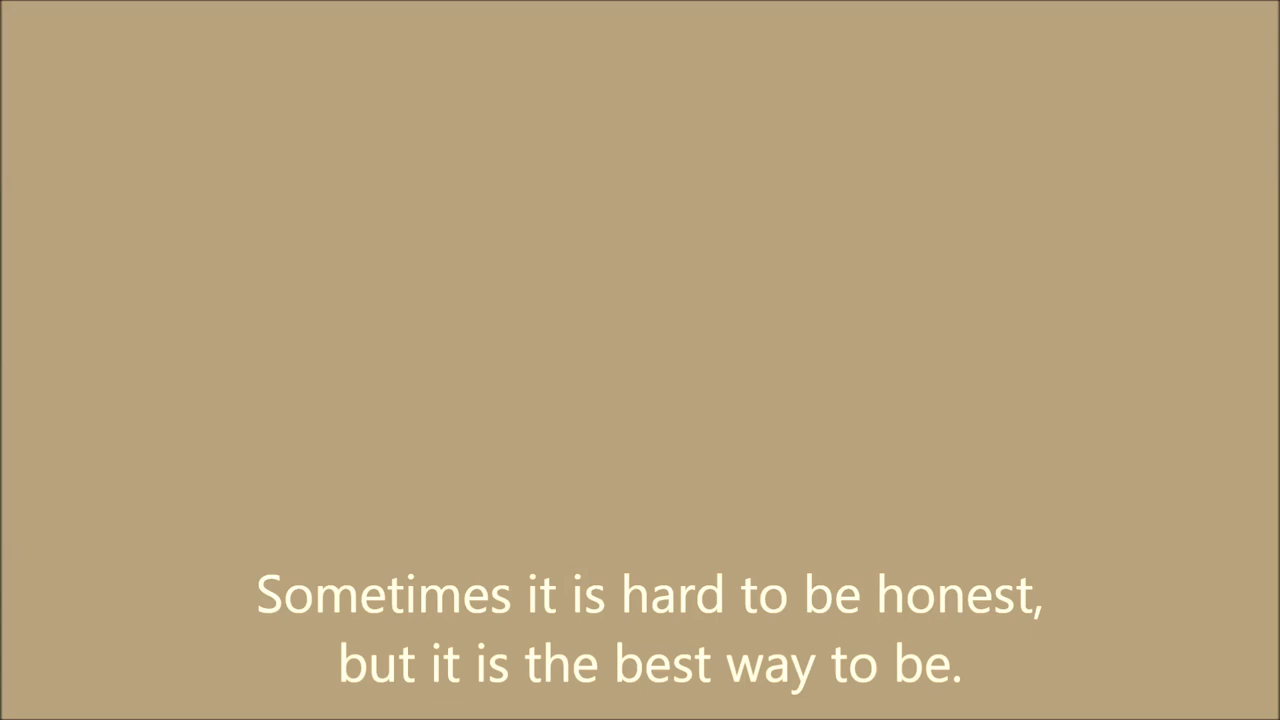 Sometimes it is hard to be honest,
but it is the best way to be.